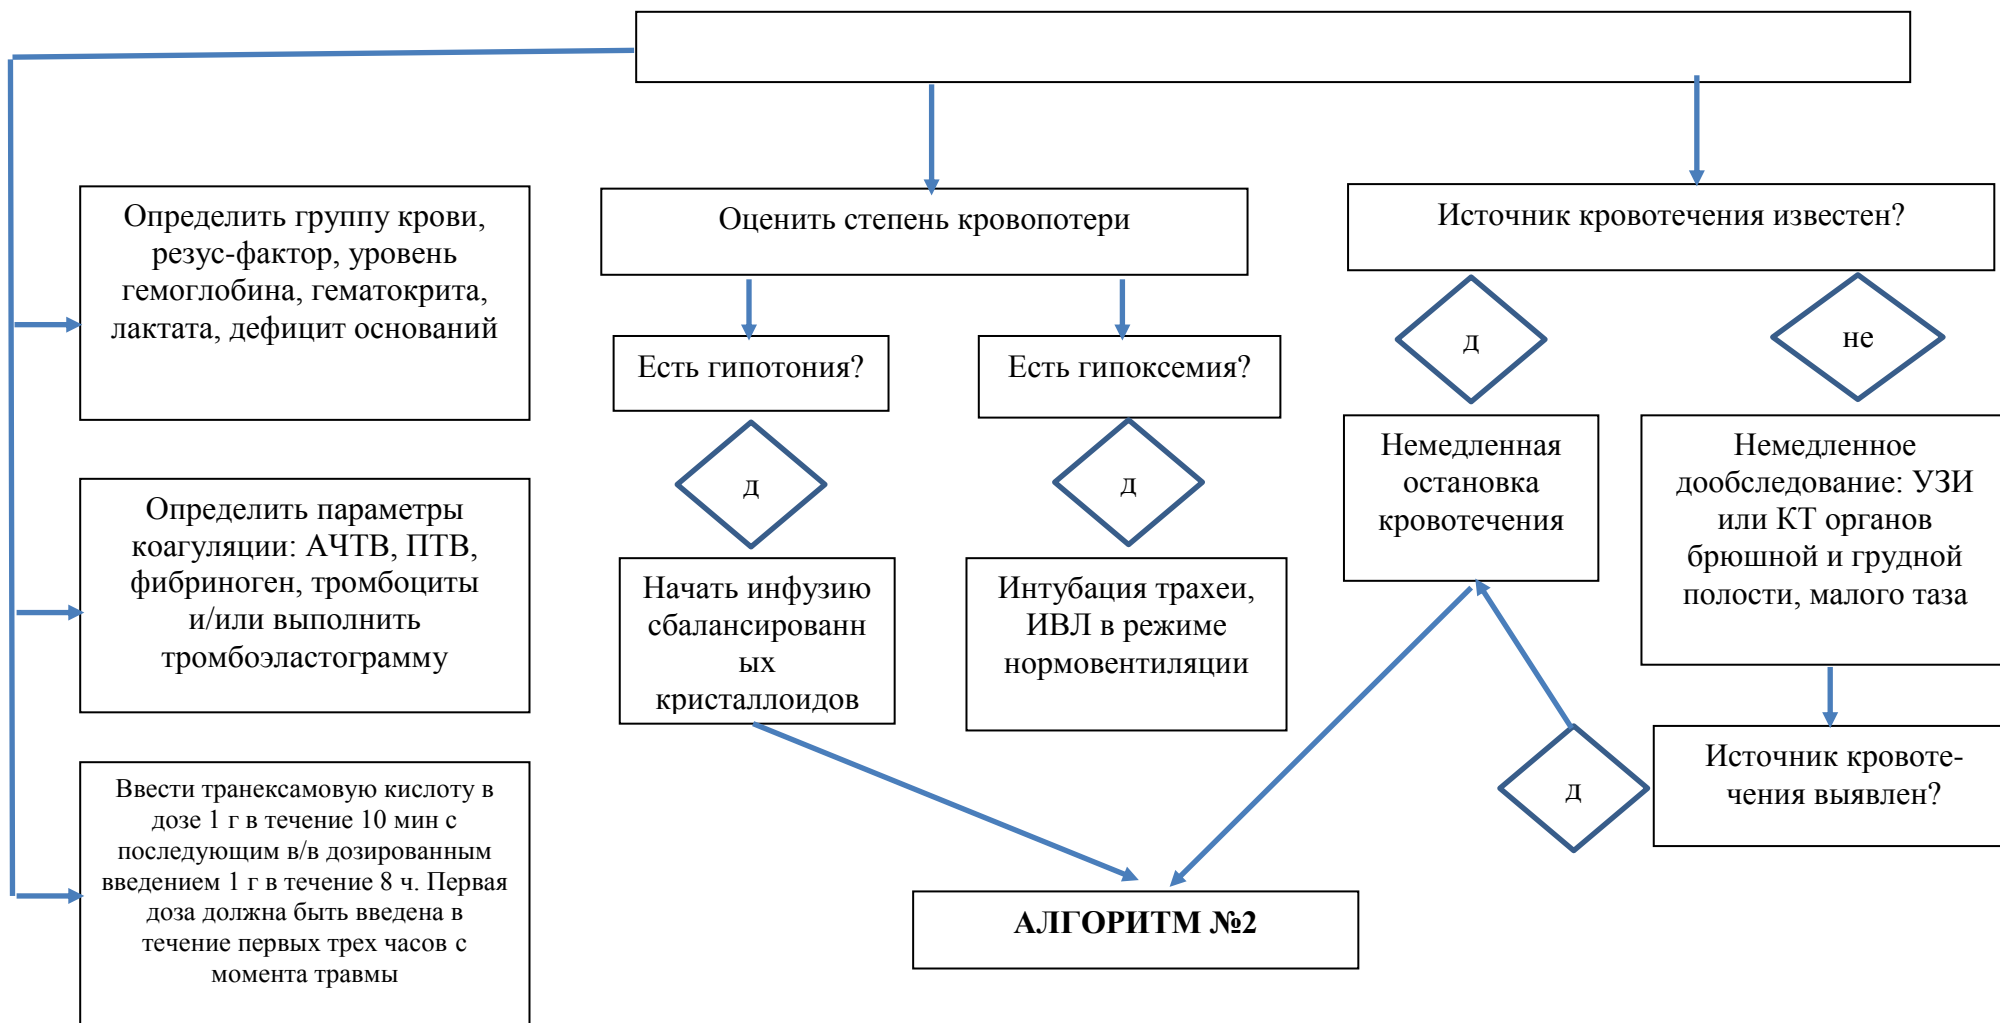 Определить группу крови,
резус-фактор, уровень
гемоглобина, гематокрита,
лактата, дефицит оснований
Оценить степень кровопотери
Источник кровотечения известен?
Есть гипотония?
Есть гипоксемия?
д
не
д
д
Немедленная
остановка
кровотечения
Немедленное
дообследование: УЗИ
или КТ органов
брюшной и грудной
полости, малого таза
Определить параметры
коагуляции: АЧТВ, ПТВ,
фибриноген, тромбоциты
и/или выполнить
тромбоэластограмму
Начать инфузию
сбалансированн
ых
кристаллоидов
Интубация трахеи,
ИВЛ в режиме
нормовентиляции
Источник кровоте-
чения выявлен?
д
Ввести транексамовую кислоту в
дозе 1 г в течение 10 мин с
последующим в/в дозированным
введением 1 г в течение 8 ч. Первая
доза должна быть введена в
течение первых трех часов с
момента травмы
АЛГОРИТМ №2